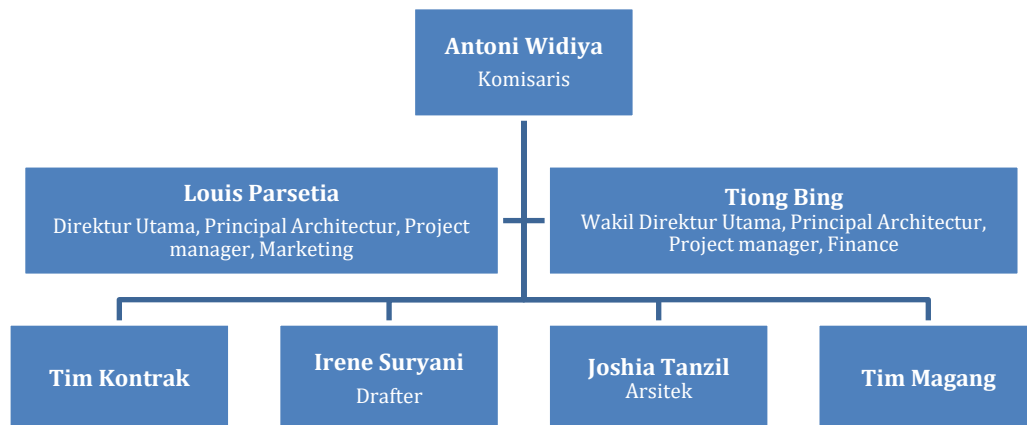 Antoni Widiya
Komisaris
Louis Parsetia
Direktur Utama, Principal Architectur, Project
manager, Marketing
Tiong Bing
Wakil Direktur Utama, Principal Architectur,
Project manager, Finance
Tim Kontrak
Irene Suryani
Drafter
Joshia Tanzil
Arsitek
Tim Magang